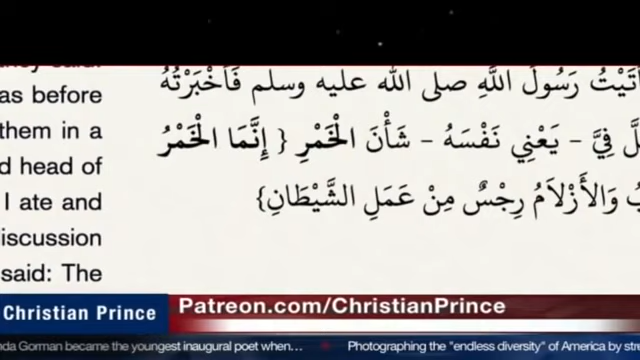 as before
them in a
d head of
I ate and
iscussion
said: The
أَتَيْتُ رَسُولَ اللَّهِ صلى الله عليه وسلم فَأَخْبَرْتُهُ
لَّ فِيَّ – يَعْنِي نَفْسَهُ – شَأْنَ الْخَمْرِ { إِنَّمَا الْخَمْرُ
بُ وَالأَزْلاَمُ رِجْسٌ مِنْ عَمَلِ الشَّيْطَانِ}
Christian Prince
Patreon.com/ChristianPrince
nda Gorman became the youngest inaugural poet when... Photographing the "endless diversity" of America by str